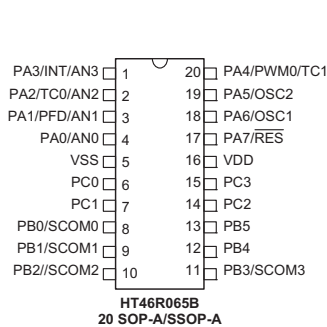 PA3/INT/AN3 1 20 PA4/PWM0/TC1
PA2/TC0/AN2 2 19 PA5/OSC2
PA1/PFD/AN1 3 18 PA6/OSC1
PA0/AN0 4 17 PA7/RES
VSS 5 16 VDD
PC0 6 15 PC3
PC1 7 14 PC2
PB0/SCOM0 8 13 PB5
PB1/SCOM1 9 12 PB4
PB2//SCOM2 10 11 PB3/SCOM3
HT46R065B
20 SOP-A/SSOP-A